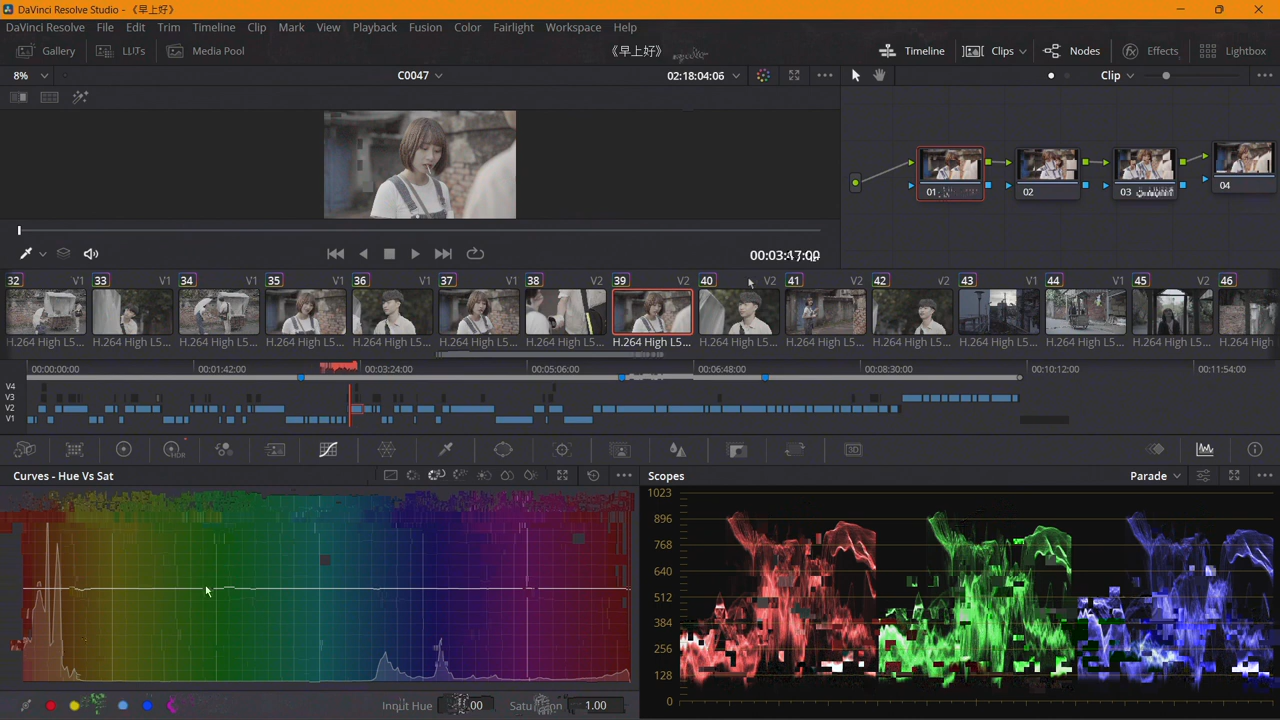 DaVinci Resolve Studio - 《早上好》
DaVinci Resolve File Edit Trim Timeline Clip Mark View Playback Fusion Color Fairlight Workspace Help
Gallery LUTs Media Pool 《早上好》 Timeline Clips Nodes Effects Lightbox
8% C0047 02:18:04:06 Clip
01 02 03 04
32 V1 33 V1 34 V1 35 V1 36 V1 37 V1 38 V2 39 V2 40 V2 41 V2 42 V2 43 V1 44 V1 45 V1 46
H.264 High L5... H.264 High L5... H.264 High L5... H.264 High L5... H.264 High L5... H.264 High L5... H.264 High L5... H.264 High L5... H.264 High L5... H.264 High L5... H.264 High L5... H.264 High L5... H.264 High L5... H.264 High L5... H.264 High
00:00:00:00 00:01:42:00 00:03:24:00 00:05:06:00 00:06:48:00 00:08:30:00 00:10:12:00 00:11:54:00
V4
V3
V2
V1
HDR 3D
Curves - Hue Vs Sat
Scopes Parade
1023
896
768
640
512
384
256
128
0
Input Hue 1.00